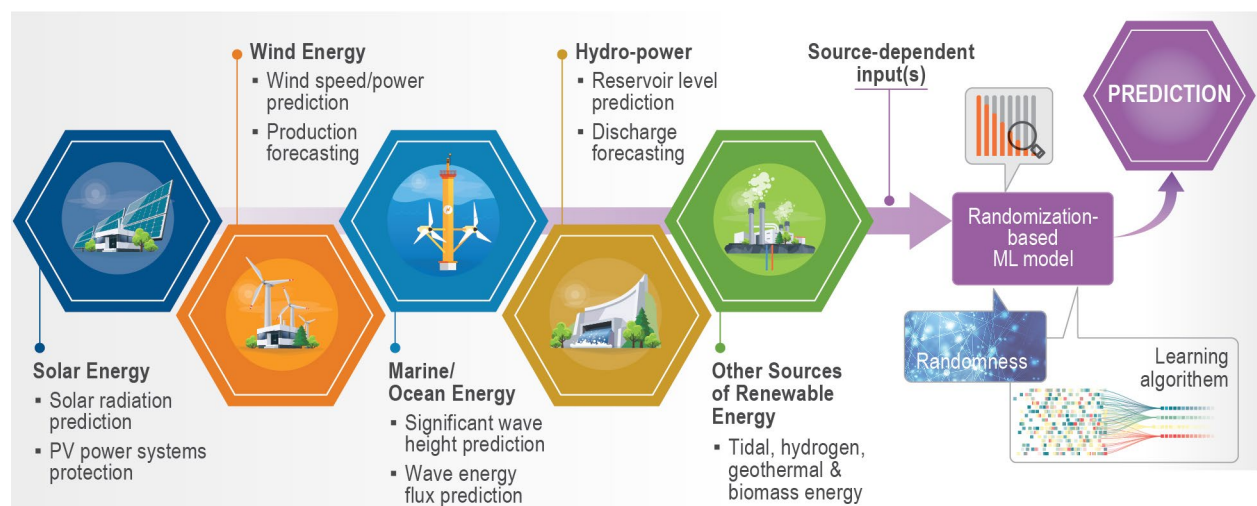 Wind Energy
▪ Wind speed/power
prediction
▪ Production
forecasting
Hydro-power
▪ Reservoir level
prediction
▪ Discharge
forecasting
Source-dependent
input(s)
PREDICTION
Randomization-
based
ML model
Solar Energy
▪ Solar radiation
prediction
▪ PV power systems
protection
Marine/
Ocean Energy
▪ Significant wave
height prediction
▪ Wave energy
flux prediction
Other Sources
of Renewable
Energy
▪ Tidal, hydrogen,
geothermal &
biomass energy
Randomness
Learning
algorithem